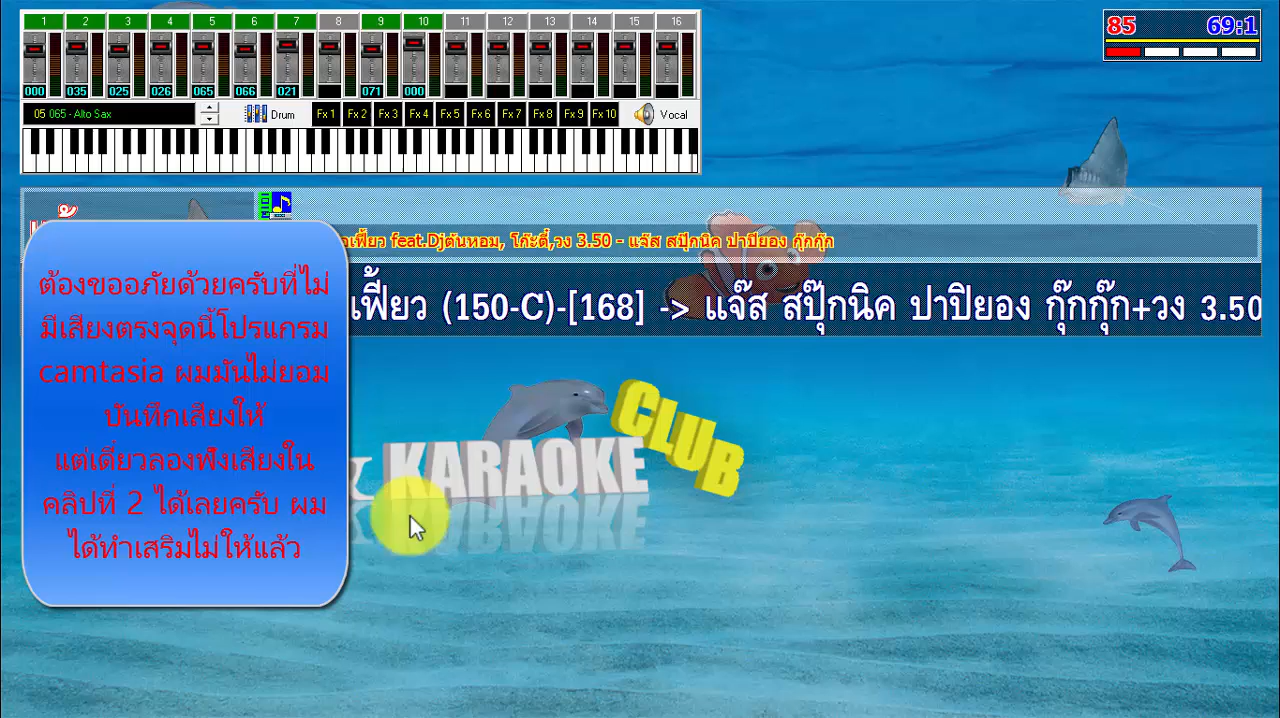 1 2 3 4 5 6 7 8 9 10 11 12 13 14 15 16
85 69:1
000 035 025 026 065 066 021 071 000
05 065 - Alto Sax Drum Fx 1 Fx 2 Fx 3 Fx 4 Fx 5 Fx 6 Fx 7 Fx 8 Fx 9 Fx 10 Vocal
เฟี้ยว feat.Djต้นหอม, โก๊ะตี๋,วง 3.50 - แจ๊ส สปุ๊กนิค ปาปิยอง กุ๊กกุ๊ก
เฟี้ยว (150-C)-[168] -> แจ๊ส สปุ๊กนิค ปาปิยอง กุ๊กกุ๊ก+วง 3.50
ต้องขออภัยด้วยครับที่ไม่
มีเสียงตรงจุดนี้โปรแกรม
camtasia ผมมันไม่ยอม
บันทึกเสียงให้
แต่เดี๋ยวลองฟังเสียงใน
คลิปที่ 2 ได้เลยครับ ผม
ได้ทำเสริมไม่ให้แล้ว
KARAOKE CLUB